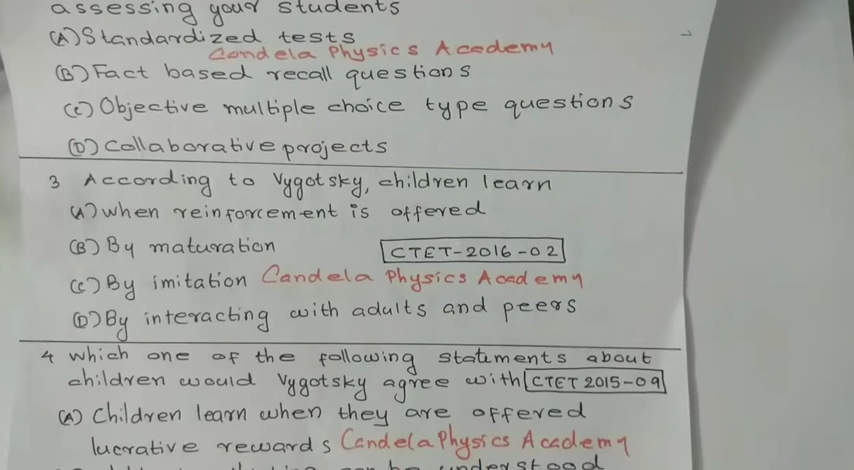 assessing your students
(A) Standardized tests
Candela Physics Academy
(B) Fact based recall questions
(C) Objective multiple choice type questions
(D) Collaborative projects
3 According to Vygotsky, children learn
(A) when reinforcement is offered
(B) By maturation CTET-2016-02
(C) By imitation Candela Physics Academy
(D) By interacting with adults and peers
4 which one of the following statements about
children would Vygotsky agree with CTET 2015-09
(A) Children learn when they are offered
lucrative rewards Candela Physics Academy
be understood